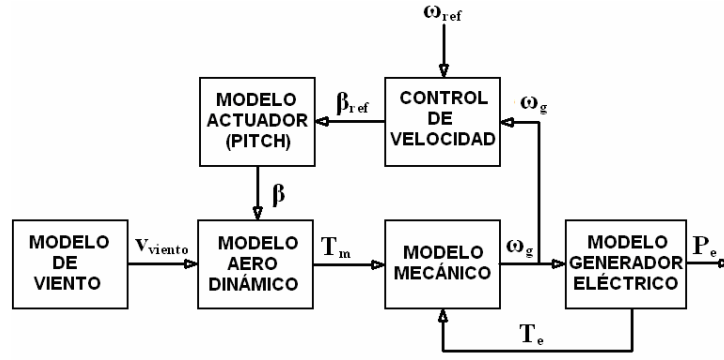 ω_ref
MODELO
ACTUADOR
(PITCH)
β_ref
CONTROL
DE
VELOCIDAD
ω_g
β
MODELO
DE
VIENTO
v_viento
MODELO
AERO
DINÁMICO
T_m
MODELO
MECÁNICO
ω_g
MODELO
GENERADOR
ELÉCTRICO
P_e
T_e